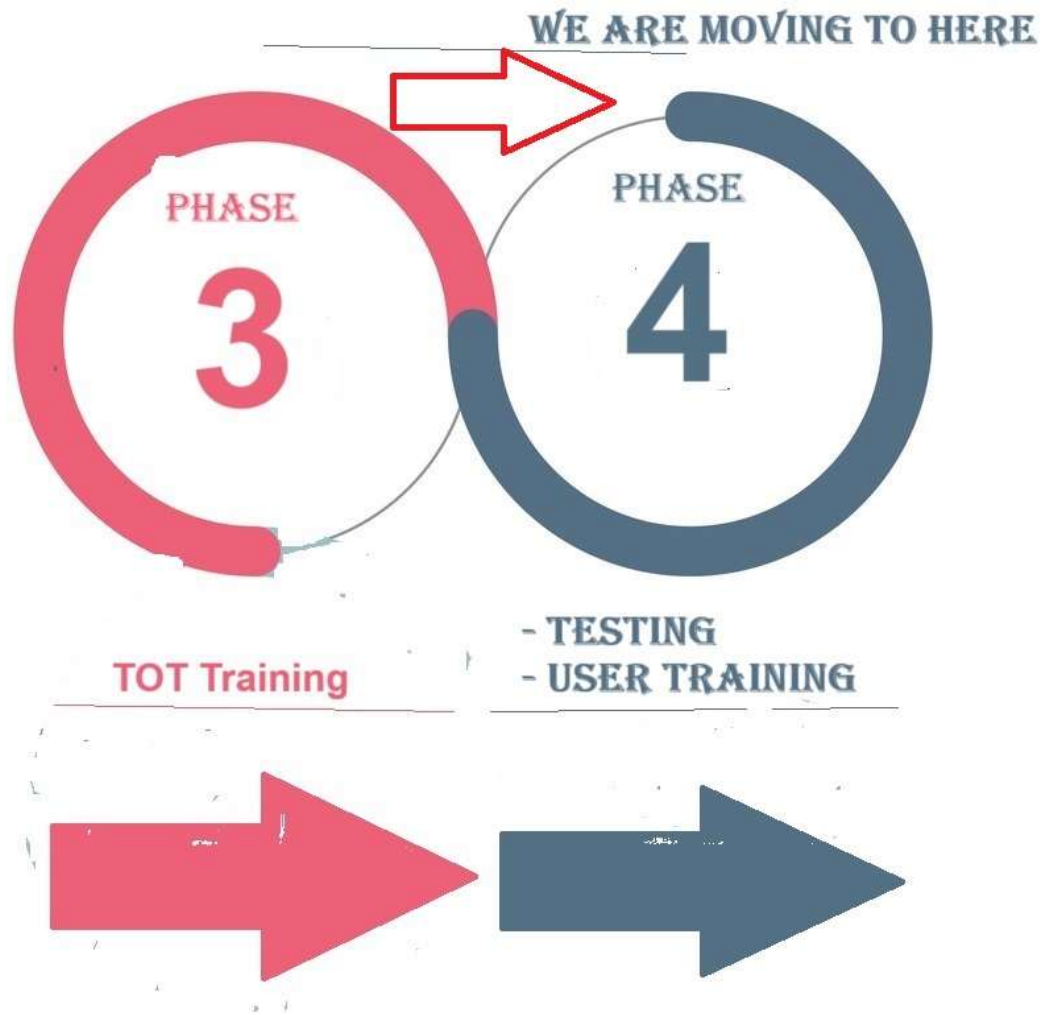 WE ARE MOVING TO HERE
PHASE
3
PHASE
4
TOT Training
- TESTING
- USER TRAINING